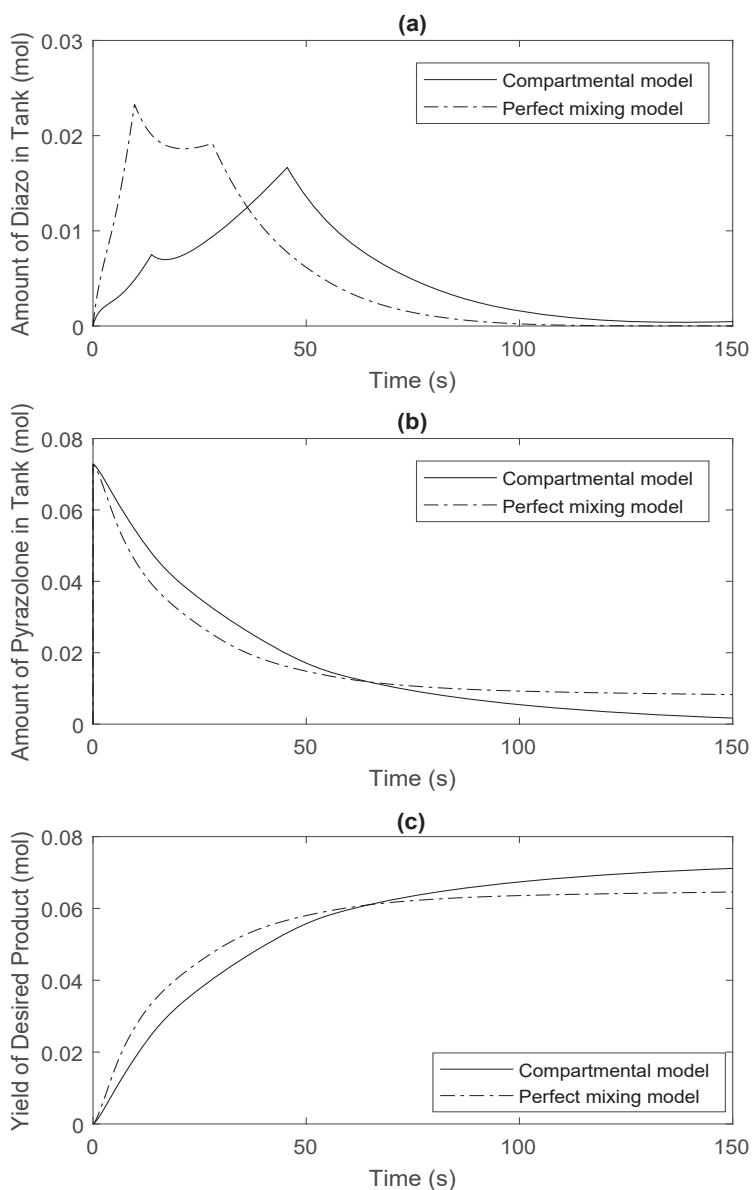 (a)
Amount of Diazo in Tank (mol)
0.03
0.02
0.01
0
Compartmental model
Perfect mixing model
0 50 100 150
Time (s)
(b)
Amount of Pyrazolone in Tank (mol)
0.08
0.06
0.04
0.02
0
Compartmental model
Perfect mixing model
0 50 100 150
Time (s)
(c)
Yield of Desired Product (mol)
0.08
0.06
0.04
0.02
0
Compartmental model
Perfect mixing model
0 50 100 150
Time (s)